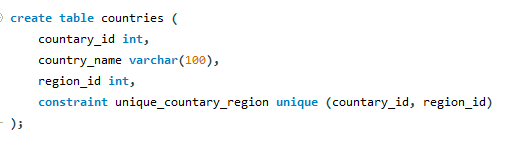 create table countries (
countary_id int,
country_name varchar(100),
region_id int,
constraint unique_countary_region unique (countary_id, region_id)
);